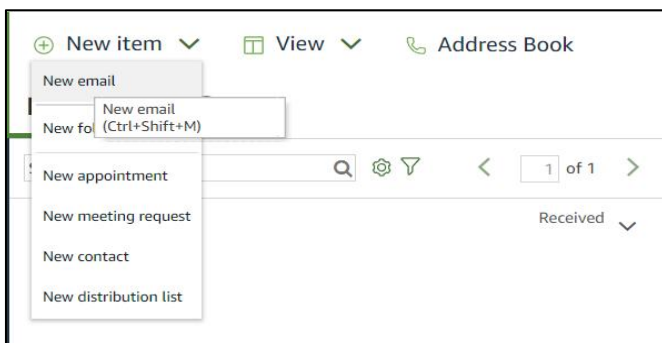 New item View Address Book
New email
New email
(Ctrl+Shift+M)
New fol
1 of 1
New appointment
Received
New meeting request
New contact
New distribution list